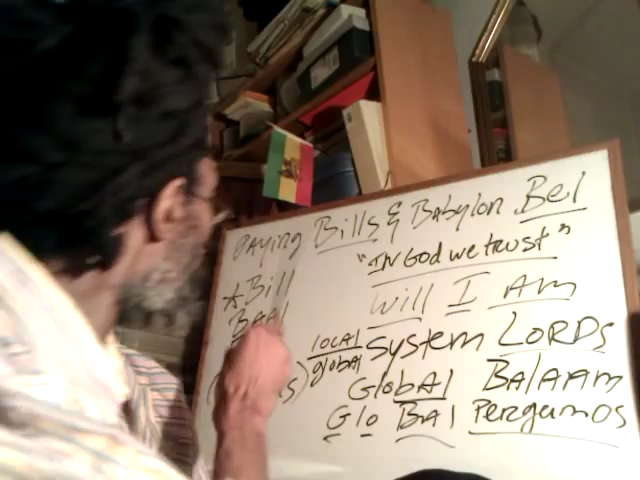 PAYING Bills & Babylon Bel
"IN God we trust"
* Bill
Will I Am
BAAl
local
global
system LORDS
GlobAl BAlAAM
Glo BAl Pergamos